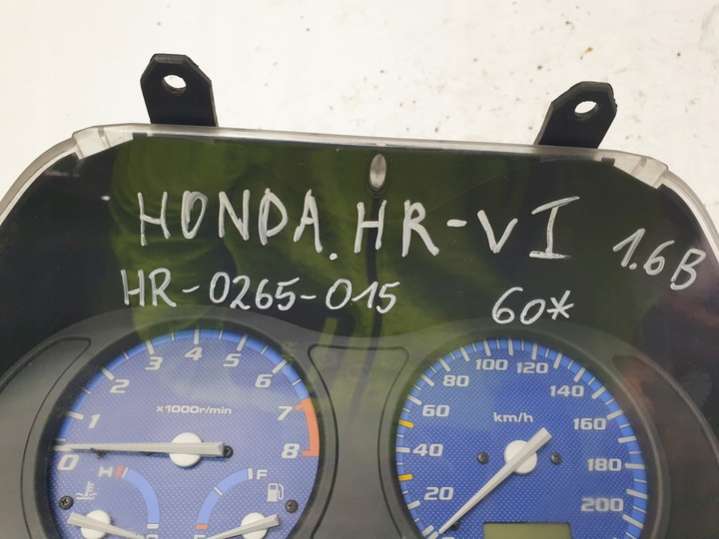 HONDA. HR-V I 1.6B
HR-0265-015 60*
0 1 2 3 4 5 6 7 8
x1000r/min
H F
20 40 60 80 100 120 140 160 180 200
km/h